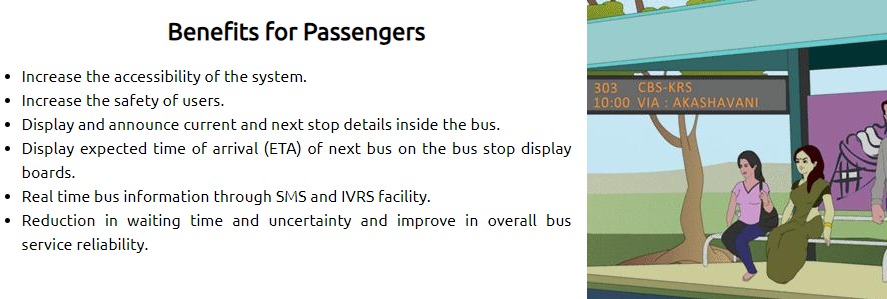 Benefits for Passengers
• Increase the accessibility of the system.
• Increase the safety of users.
• Display and announce current and next stop details inside the bus.
• Display expected time of arrival (ETA) of next bus on the bus stop display
boards.
• Real time bus information through SMS and IVRS facility.
• Reduction in waiting time and uncertainty and improve in overall bus
service reliability.
303 CBS-KRS
10:00 VIA : AKASHAVANI